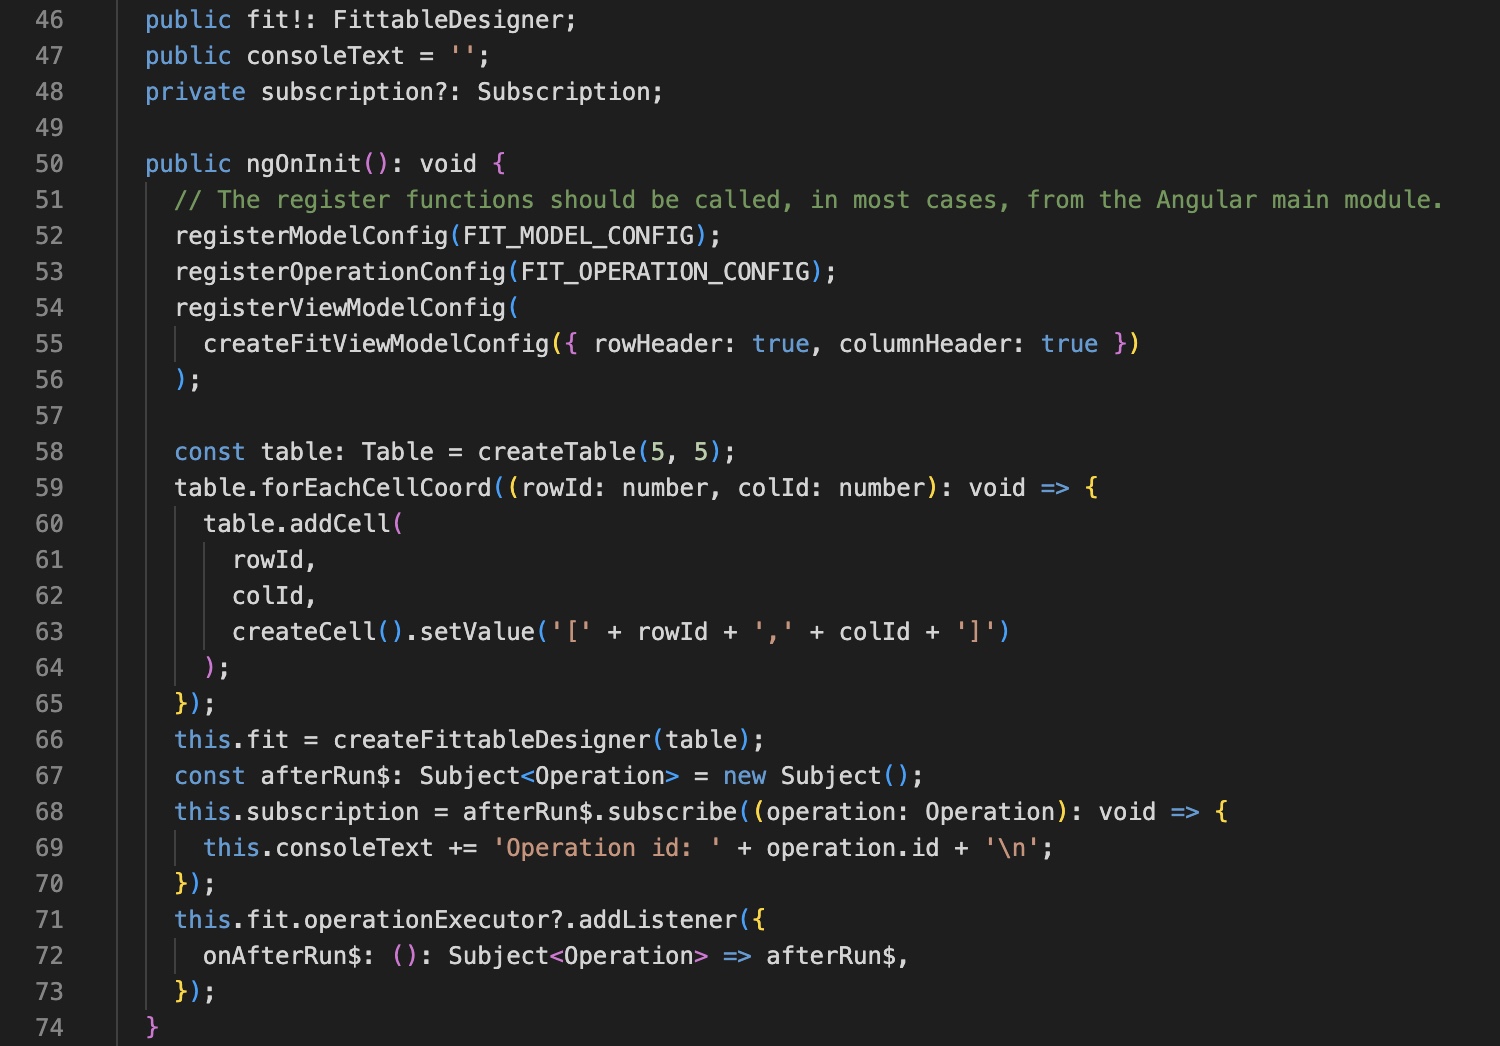 46 public fit!: FittableDesigner;
47 public consoleText = '';
48 private subscription?: Subscription;
49
50 public ngOnInit(): void {
51 // The register functions should be called, in most cases, from the Angular main module.
52 registerModelConfig(FIT_MODEL_CONFIG);
53 registerOperationConfig(FIT_OPERATION_CONFIG);
54 registerViewModelConfig(
55 createFitViewModelConfig({ rowHeader: true, columnHeader: true })
56 );
57
58 const table: Table = createTable(5, 5);
59 table.forEachCellCoord((rowId: number, colId: number): void => {
60 table.addCell(
61 rowId,
62 colId,
63 createCell().setValue('[' + rowId + ',' + colId + ']')
64 );
65 });
66 this.fit = createFittableDesigner(table);
67 const afterRun$: Subject<Operation> = new Subject();
68 this.subscription = afterRun$.subscribe((operation: Operation): void => {
69 this.consoleText += 'Operation id: ' + operation.id + '\n';
70 });
71 this.fit.operationExecutor?.addListener({
72 onAfterRun$: (): Subject<Operation> => afterRun$,
73 });
74 }